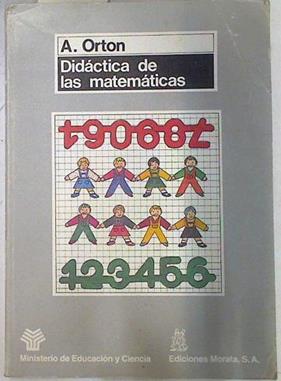 A. Orton
Didáctica de
las matemáticas
123456
Ministerio de Educación y Ciencia
Ediciones Morata, S. A.